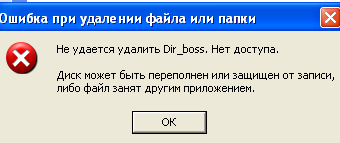 Ошибка при удалении файла или папки
Не удается удалить Dir_boss. Нет доступа.
Диск может быть переполнен или защищен от записи,
либо файл занят другим приложением.
OK